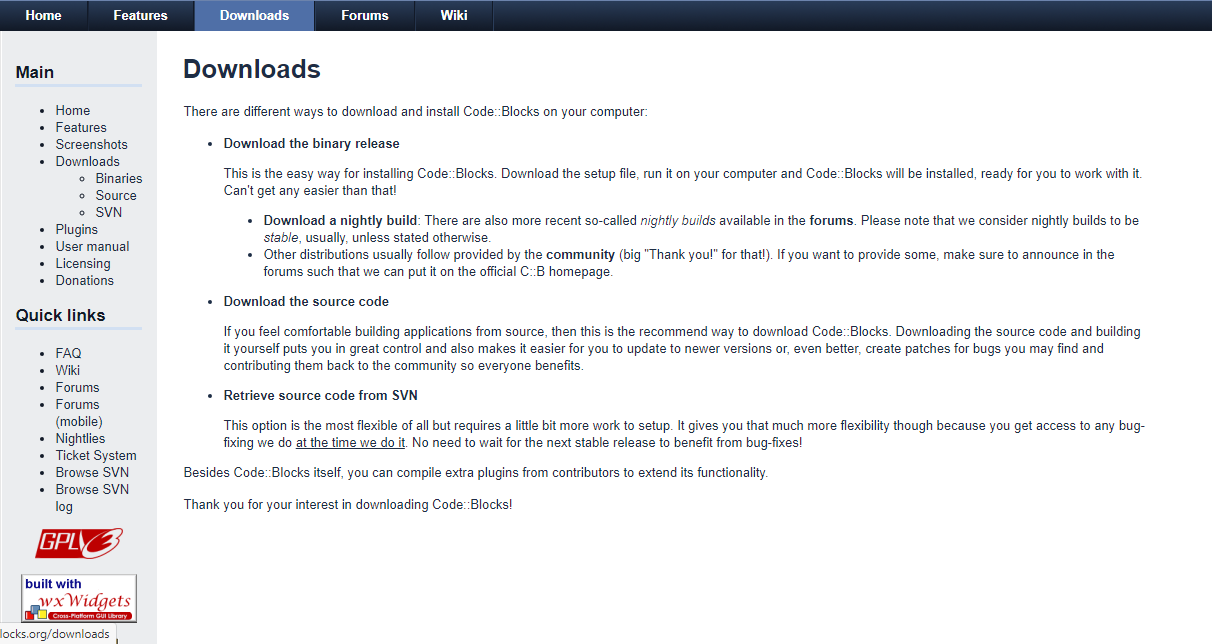 Home Features Downloads Forums Wiki
Main
Home
Features
Screenshots
Downloads
Binaries
Source
SVN
Plugins
User manual
Licensing
Donations
Quick links
FAQ
Wiki
Forums
Forums
(mobile)
Nightlies
Ticket System
Browse SVN
Browse SVN
log
GPLv3
built with
wxWidgets
Cross-Platform GUI Library
locks.org/downloads
Downloads
There are different ways to download and install Code::Blocks on your computer:
Download the binary release
This is the easy way for installing Code::Blocks. Download the setup file, run it on your computer and Code::Blocks will be installed, ready for you to work with it.
Can't get any easier than that!
Download a nightly build: There are also more recent so-called nightly builds available in the forums. Please note that we consider nightly builds to be
stable, usually, unless stated otherwise.
Other distributions usually follow provided by the community (big "Thank you!" for that!). If you want to provide some, make sure to announce in the
forums such that we can put it on the official C::B homepage.
Download the source code
If you feel comfortable building applications from source, then this is the recommend way to download Code::Blocks. Downloading the source code and building
it yourself puts you in great control and also makes it easier for you to update to newer versions or, even better, create patches for bugs you may find and
contributing them back to the community so everyone benefits.
Retrieve source code from SVN
This option is the most flexible of all but requires a little bit more work to setup. It gives you that much more flexibility though because you get access to any bug-
fixing we do at the time we do it. No need to wait for the next stable release to benefit from bug-fixes!
Besides Code::Blocks itself, you can compile extra plugins from contributors to extend its functionality.
Thank you for your interest in downloading Code::Blocks!